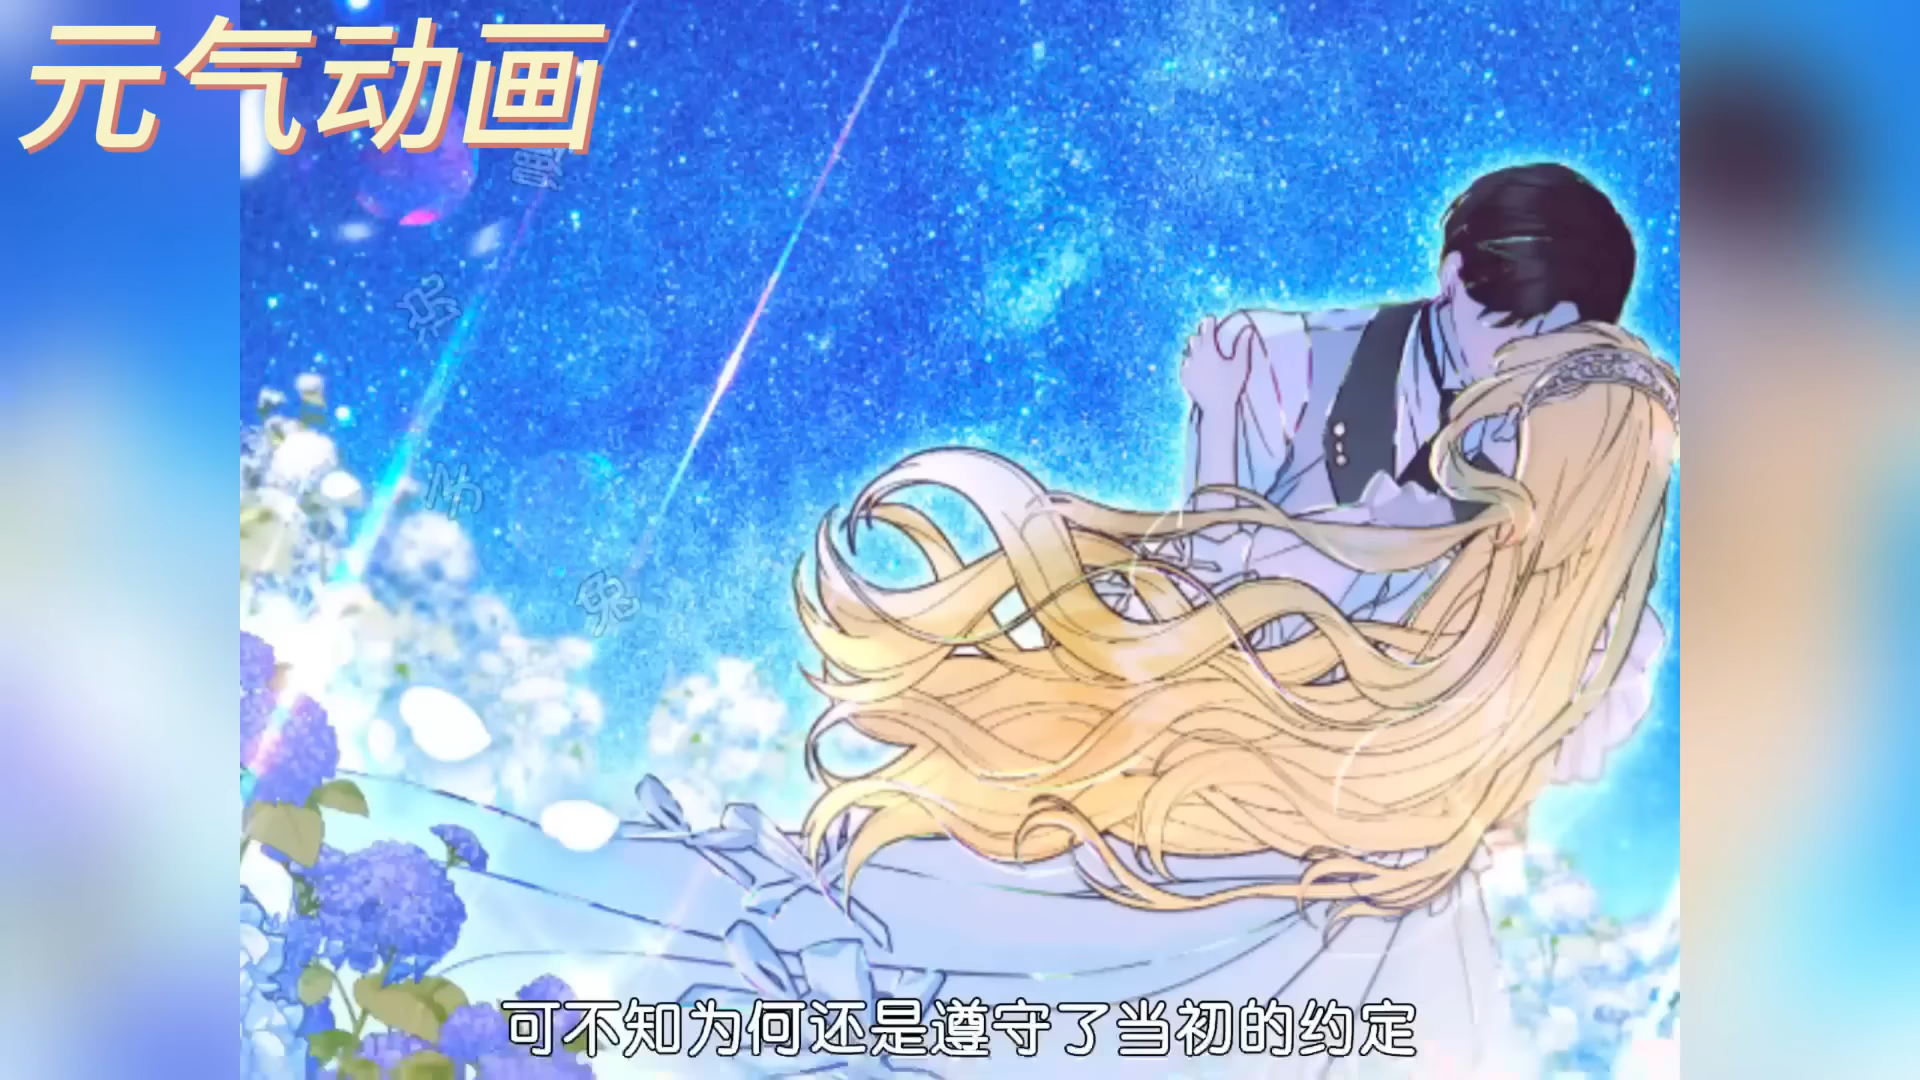 元气动画
兔
可不知为何还是遵守了当初的约定